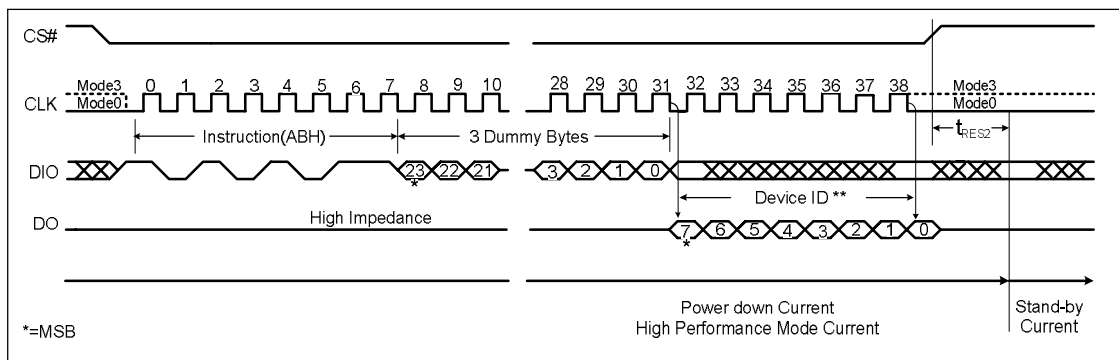 CS#
Mode3 0 1 2 3 4 5 6 7 8 9 10 28 29 30 31 32 33 34 35 36 37 38 Mode3
CLK Mode0 Mode0
Instruction(ABH) 3 Dummy Bytes tRES2
DIO 23 22 21 3 2 1 0
*
Device ID **
High Impedance
DO 7 6 5 4 3 2 1 0
*
Power down Current Stand-by
*=MSB High Performance Mode Current Current